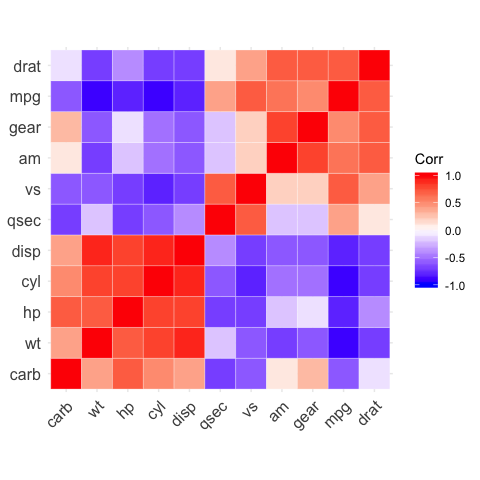 drat
mpg
gear
am
vs
qsec
disp
cyl
hp
wt
carb
carb wt hp cyl disp qsec vs am gear mpg drat
Corr
1.0
0.5
0.0
-0.5
-1.0